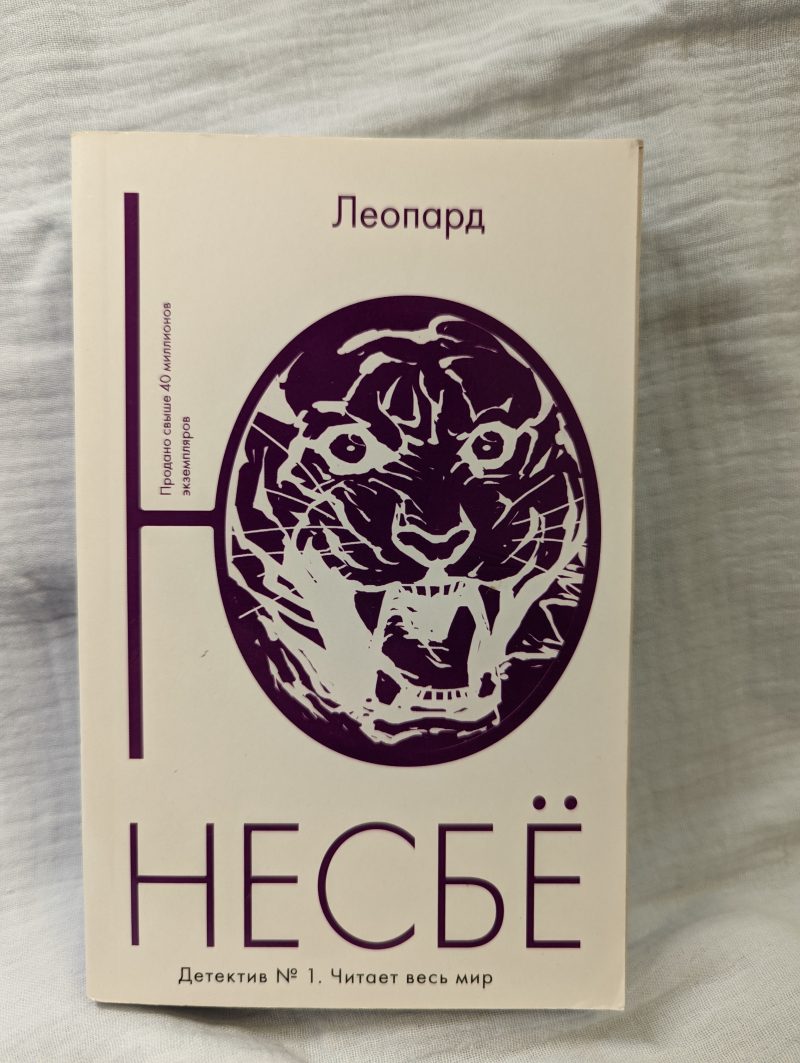 Леопард
Продано свыше 40 миллионов
экземпляров
Ю
НЕСБЁ
Детектив № 1. Читает весь мир